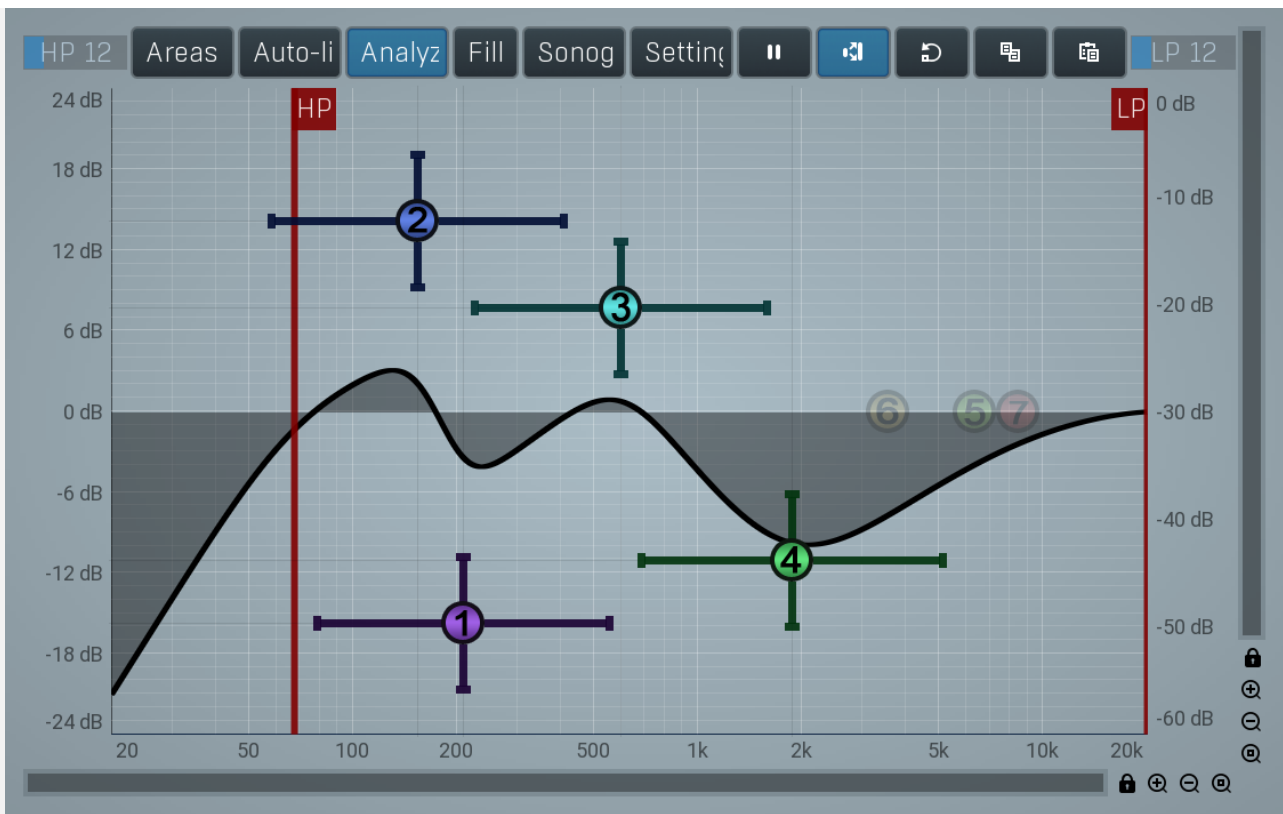 HP 12 Areas Auto-li Analyz Fill Sonog Setting LP 12
HP LP
24 dB 0 dB
18 dB -10 dB
2
12 dB
3
6 dB -20 dB
0 dB 6 5 7 -30 dB
-6 dB -40 dB
4
-12 dB
1
-18 dB -50 dB
-24 dB -60 dB
20 50 100 200 500 1k 2k 5k 10k 20k